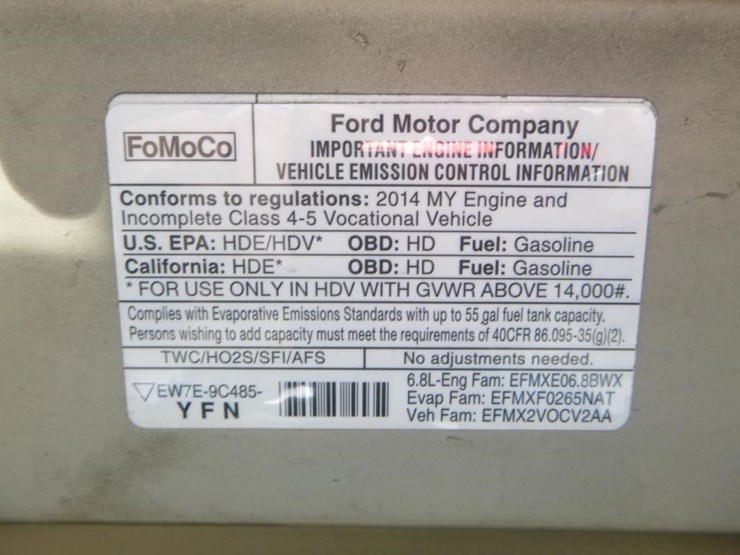 FoMoCo
Ford Motor Company
IMPORTANT ENGINE INFORMATION/
VEHICLE EMISSION CONTROL INFORMATION
Conforms to regulations: 2014 MY Engine and
Incomplete Class 4-5 Vocational Vehicle
U.S. EPA: HDE/HDV* OBD: HD Fuel: Gasoline
California: HDE* OBD: HD Fuel: Gasoline
* FOR USE ONLY IN HDV WITH GVWR ABOVE 14,000#.
Complies with Evaporative Emissions Standards with up to 55 gal fuel tank capacity.
Persons wishing to add capacity must meet the requirements of 40CFR 86.095-35(g)(2).
TWC/HO2S/SFI/AFS No adjustments needed.
EW7E-9C485-
YFN
6.8L-Eng Fam: EFMXE06.8BWX
Evap Fam: EFMXF0265NAT
Veh Fam: EFMX2VOCV2AA